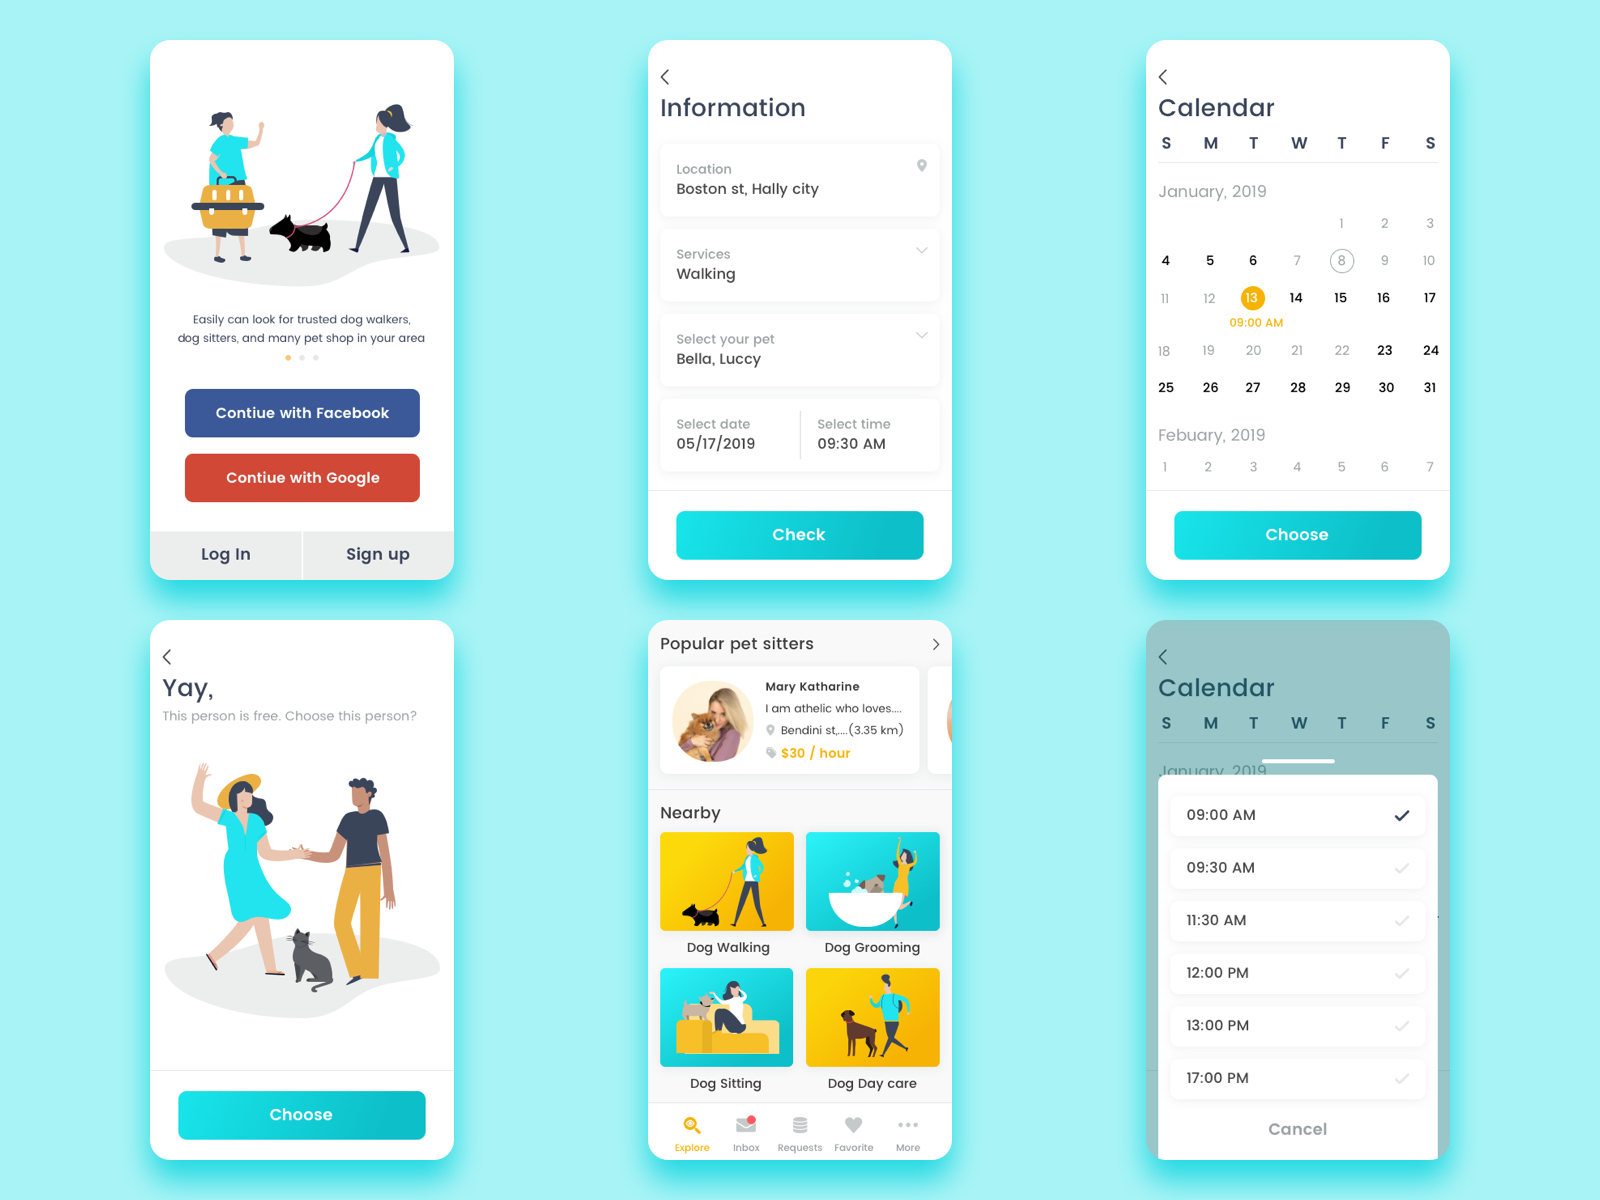 Easily can look for trusted dog walkers,
dog sitters, and many pet shop in your area
Contiue with Facebook
Contiue with Google
Log In Sign up
Information
Location
Boston st, Hally city
Services
Walking
Select your pet
Bella, Luccy
Select date Select time
05/17/2019 09:30 AM
Check
Calendar
S M T W T F S
January, 2019
1 2 3
4 5 6 7 8 9 10
11 12 13 14 15 16 17
09:00 AM
18 19 20 21 22 23 24
25 26 27 28 29 30 31
Febuary, 2019
1 2 3 4 5 6 7
Choose
Yay,
This person is free. Choose this person?
Choose
Popular pet sitters
Mary Katharine
I am athelic who loves....
Bendini st,...(3.35 km)
$30 / hour
Nearby
Dog Walking Dog Grooming
Dog Sitting Dog Day care
Explore Inbox Requests Favorite More
Calendar
S M T W T F S
January, 2019
09:00 AM
09:30 AM
11:30 AM
12:00 PM
13:00 PM
17:00 PM
Cancel